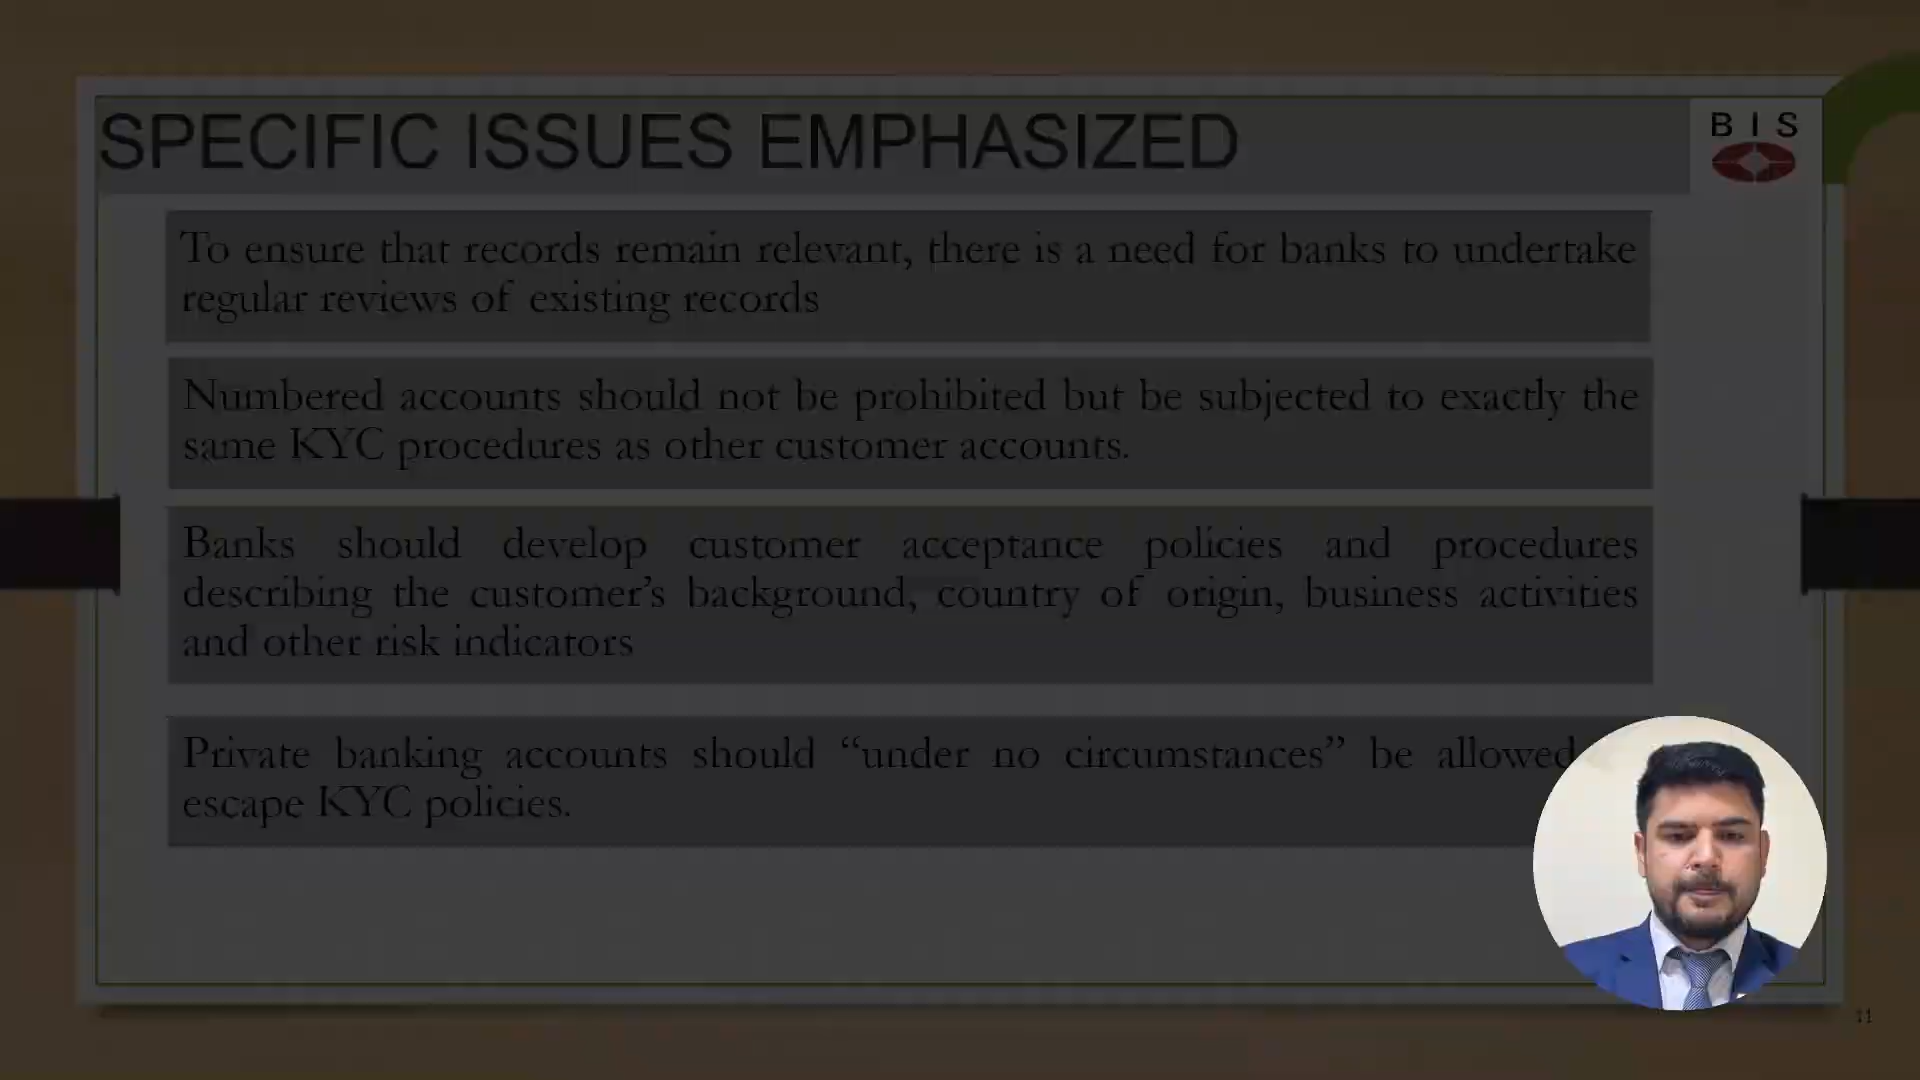 SPECIFIC ISSUES EMPHASIZED
BIS
To ensure that records remain relevant, there is a need for banks to undertake
regular reviews of existing records
Numbered accounts should not be prohibited but be subjected to exactly the
same KYC procedures as other customer accounts.
Banks should develop customer acceptance policies and procedures
describing the customer’s background, country of origin, business activities
and other risk indicators
Private banking accounts should “under no circumstances” be allowed
escape KYC policies.
11